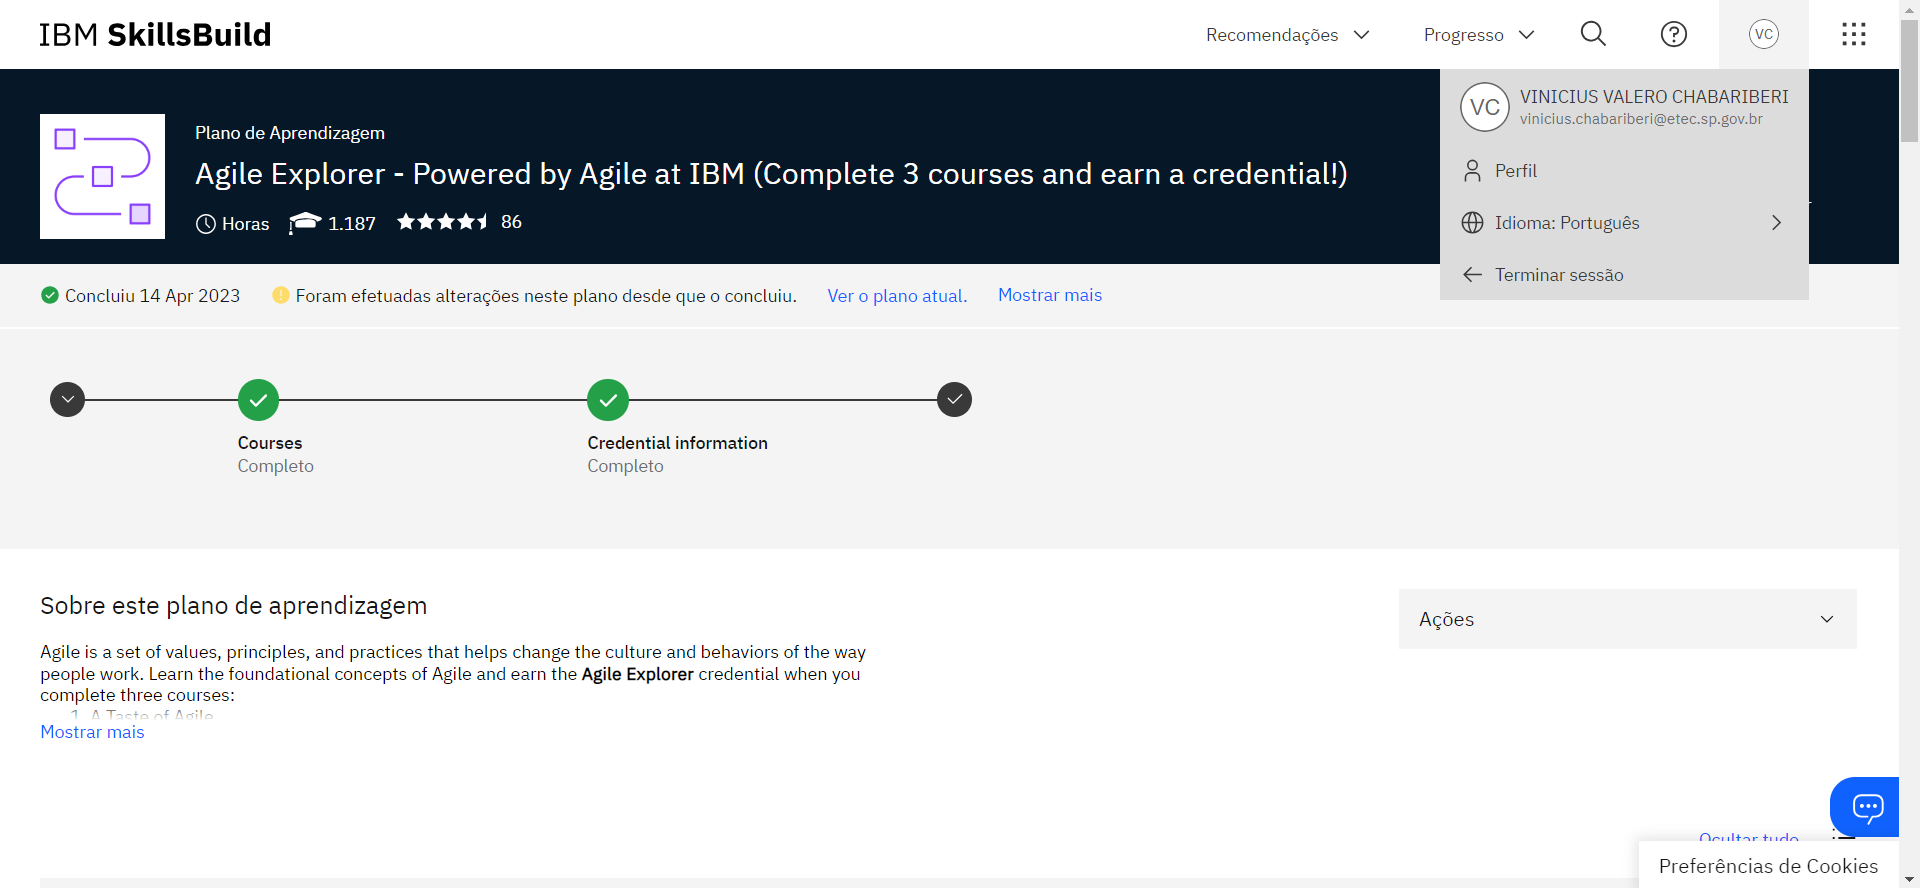 IBM SkillsBuild
Recomendações
Progresso
VC
VC
VINICIUS VALERO CHABARIBERI
vinicius.chabariberi@etec.sp.gov.br
Perfil
Idioma: Português
Terminar sessão
Plano de Aprendizagem
Agile Explorer - Powered by Agile at IBM (Complete 3 courses and earn a credential!)
Horas 1.187 86
Concluiu 14 Apr 2023 Foram efetuadas alterações neste plano desde que o concluiu. Ver o plano atual. Mostrar mais
Courses
Completo
Credential information
Completo
Sobre este plano de aprendizagem
Agile is a set of values, principles, and practices that helps change the culture and behaviors of the way
people work. Learn the foundational concepts of Agile and earn the Agile Explorer credential when you
complete three courses:
1. A Taste of Agile
Mostrar mais
Ações
Ocultar tudo
Preferências de Cookies